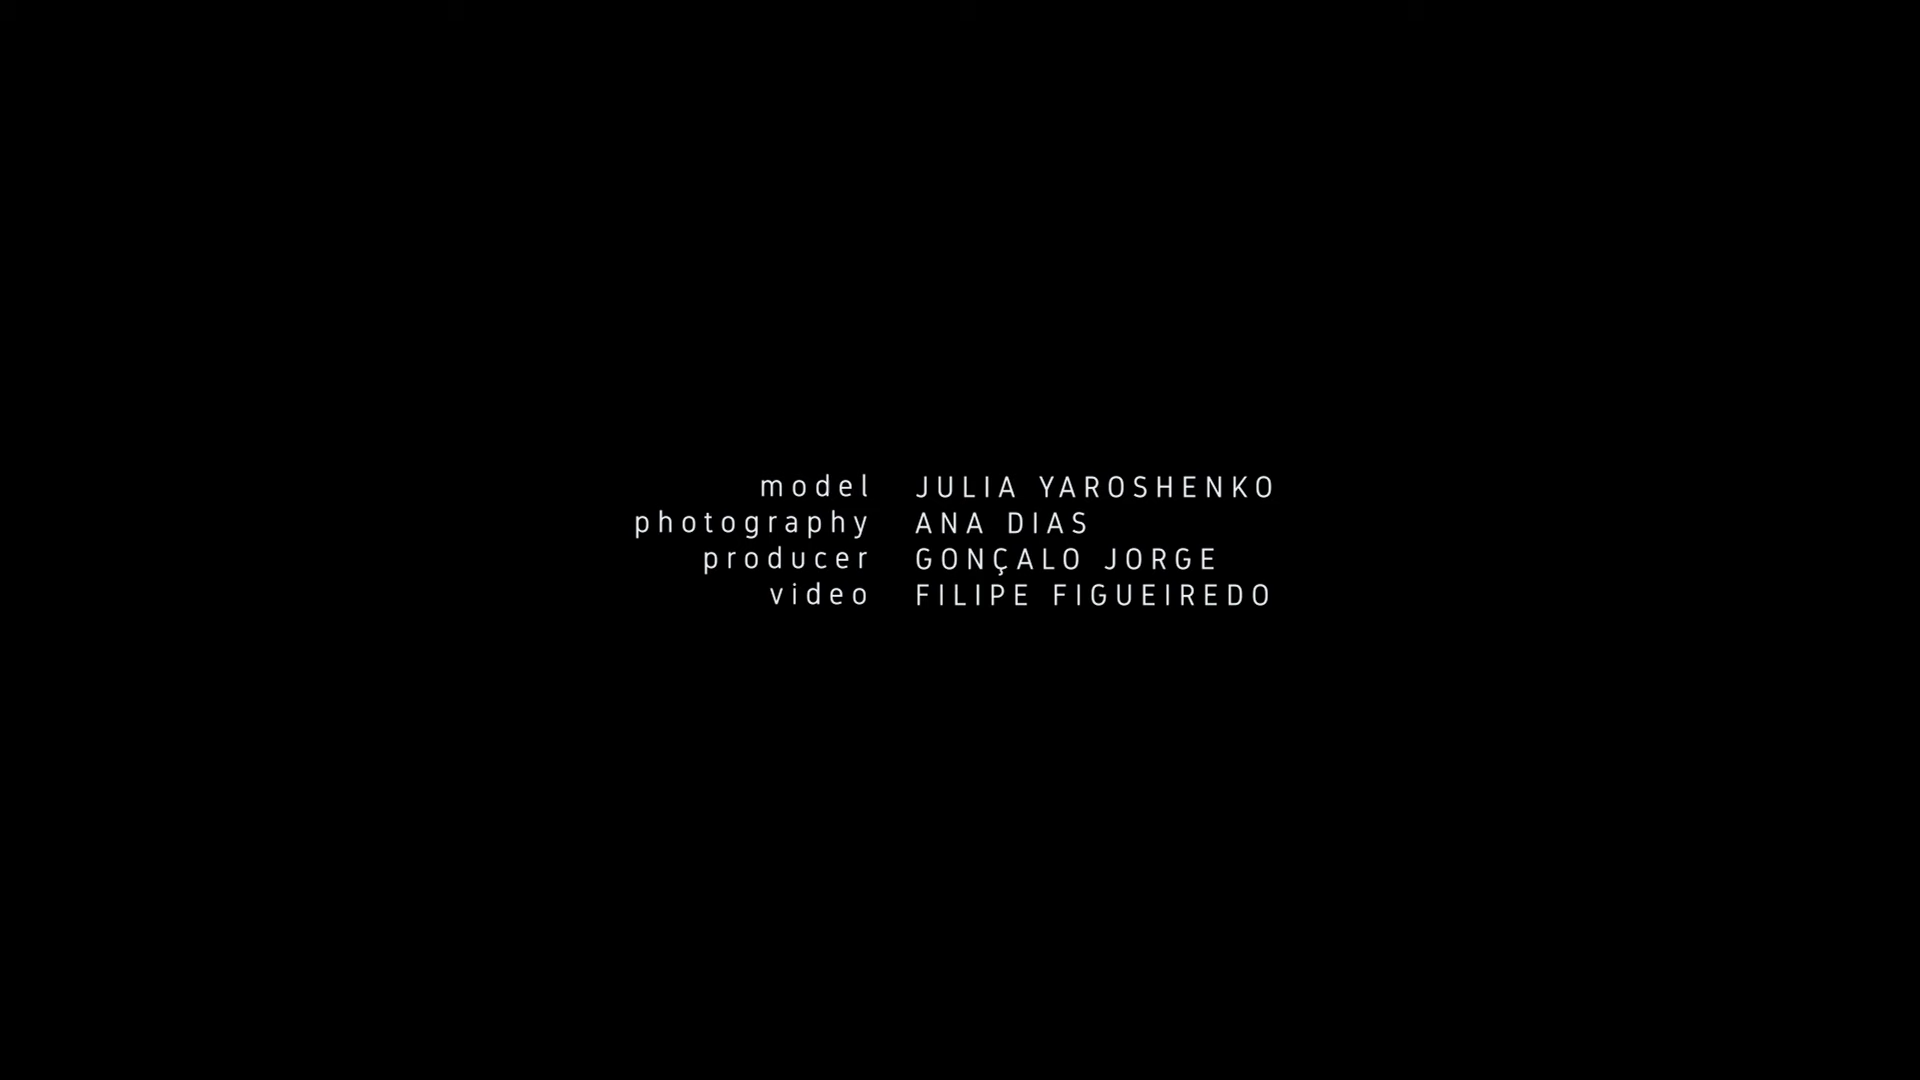 model JULIA YAROSHENKO
photography ANA DIAS
producer GONÇALO JORGE
video FILIPE FIGUEIREDO